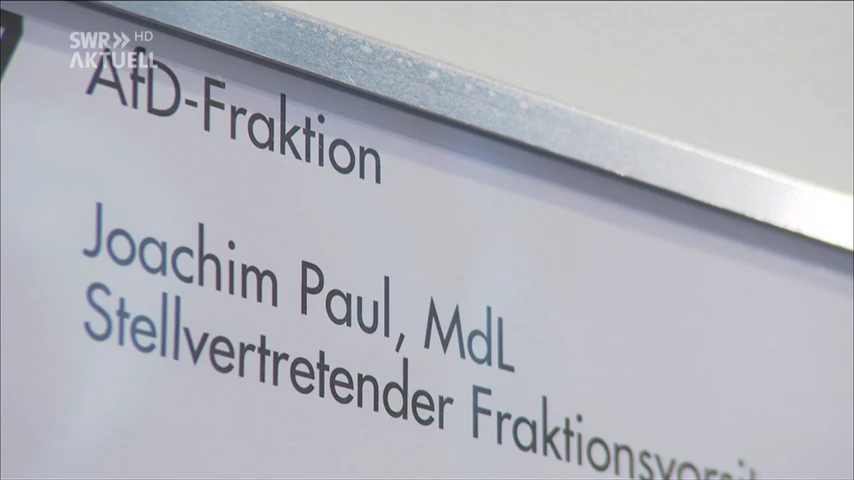 SWR» HD
AKTUELL
AfD-Fraktion
Joachim Paul, MdL
Stellvertretender